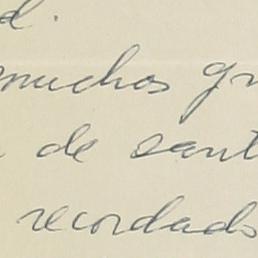 d.
muchos gr
de sant
recordado